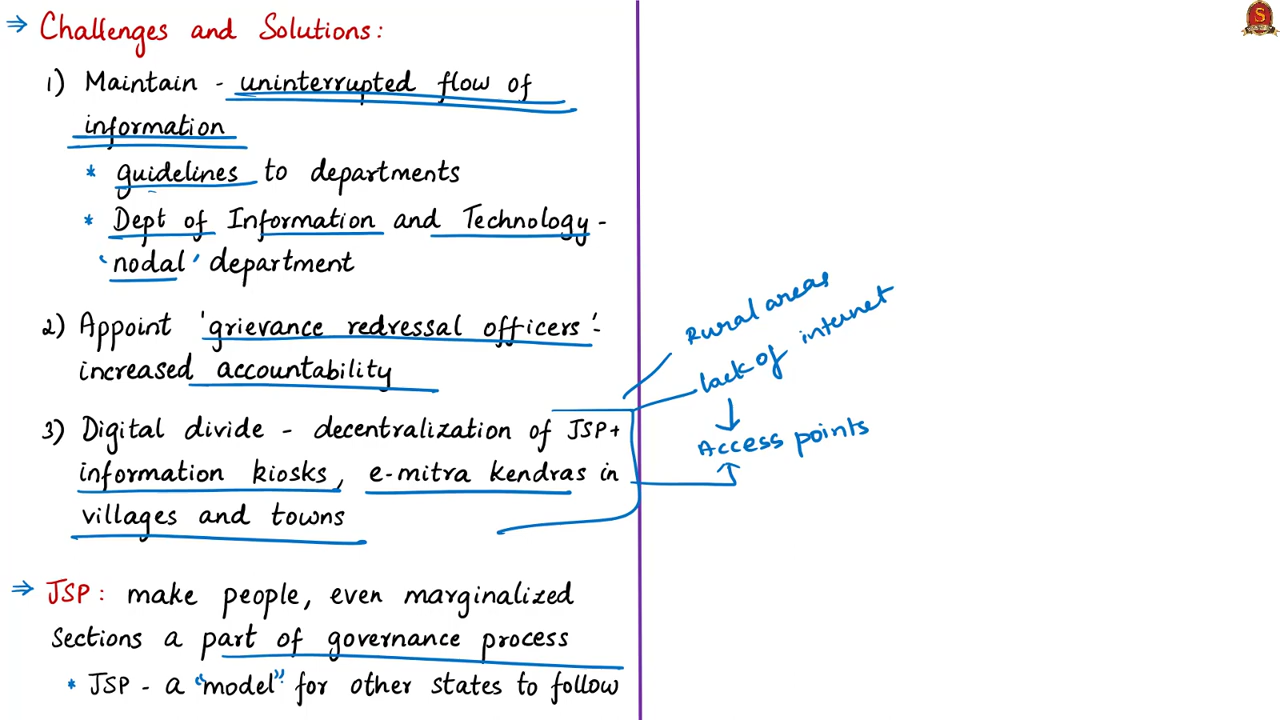 ⇒ Challenges and Solutions:
1) Maintain - uninterrupted flow of
information
* guidelines to departments
* Dept of Information and Technology -
'nodal' department
2) Appoint 'grievance redressal officers' -
increased accountability
3) Digital divide - decentralization of JSP+
information kiosks, e-mitra kendras in
villages and towns
⇒ JSP: make people, even marginalized
sections a part of governance process
* JSP - a "model" for other states to follow
Rural areas
lack of internet
Access points
S